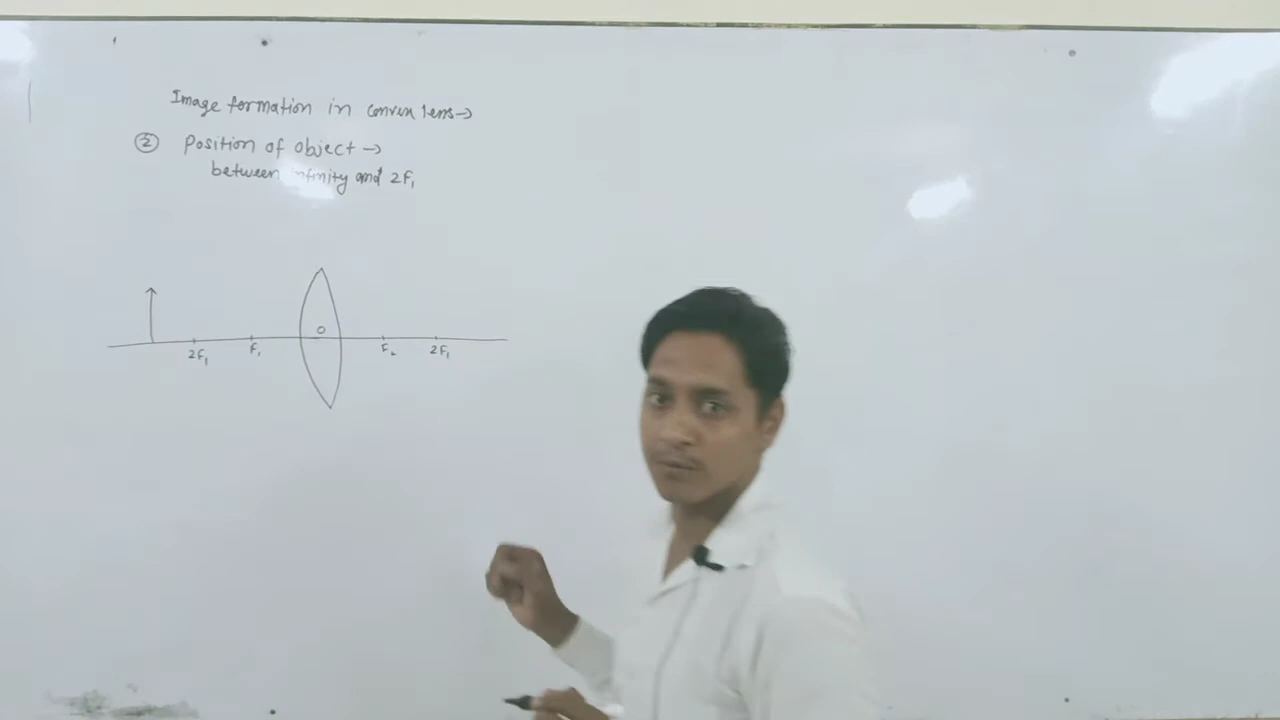 Image formation in convex lens→
② Position of object →
between infinity and 2F₁
O
2F₁ F₁ F₂ 2F₁